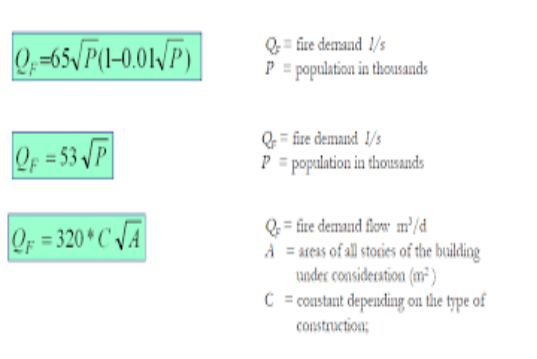 Q_F=65√P(1–0.01√P)
Q_F = fire demand 1/s
P = population in thousands
Q_F = 53√P
Q_F = fire demand 1/s
P = population in thousands
Q_F = 320*C√A
Q_F = fire demand flow m³/d
A = areas of all stories of the building
under consideration (m²)
C = constant depending on the type of
construction;